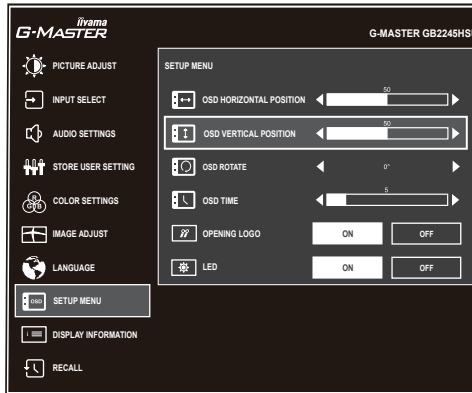 iiyama
G-MASTER
G-MASTER GB2245HSU
PICTURE ADJUST
INPUT SELECT
AUDIO SETTINGS
STORE USER SETTING
COLOR SETTINGS
R
G B
IMAGE ADJUST
LANGUAGE
OSD
SETUP MENU
DISPLAY INFORMATION
RECALL
SETUP MENU
OSD HORIZONTAL POSITION
50
OSD VERTICAL POSITION
50
OSD ROTATE
0°
OSD TIME
5
OPENING LOGO
ON
OFF
LED
ON
OFF